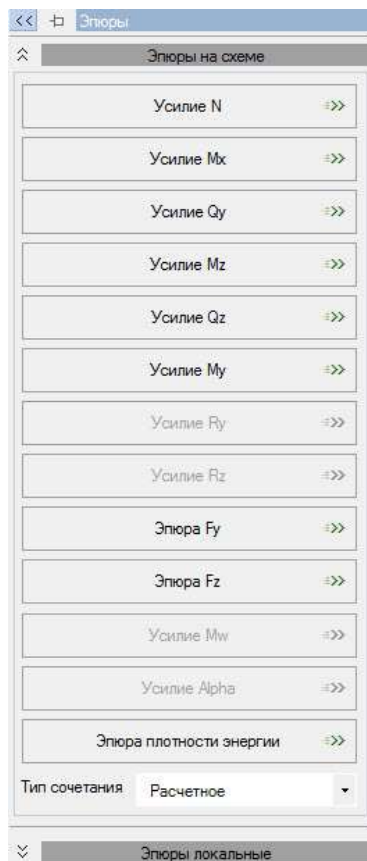 Эпюры
Эпюры на схеме
Усилие N
Усилие Mx
Усилие Qy
Усилие Mz
Усилие Qz
Усилие My
Усилие Ry
Усилие Rz
Эпюра Fy
Эпюра Fz
Усилие Mw
Усилие Alpha
Эпюра плотности энергии
Тип сочетания Расчетное
Эпюры локальные